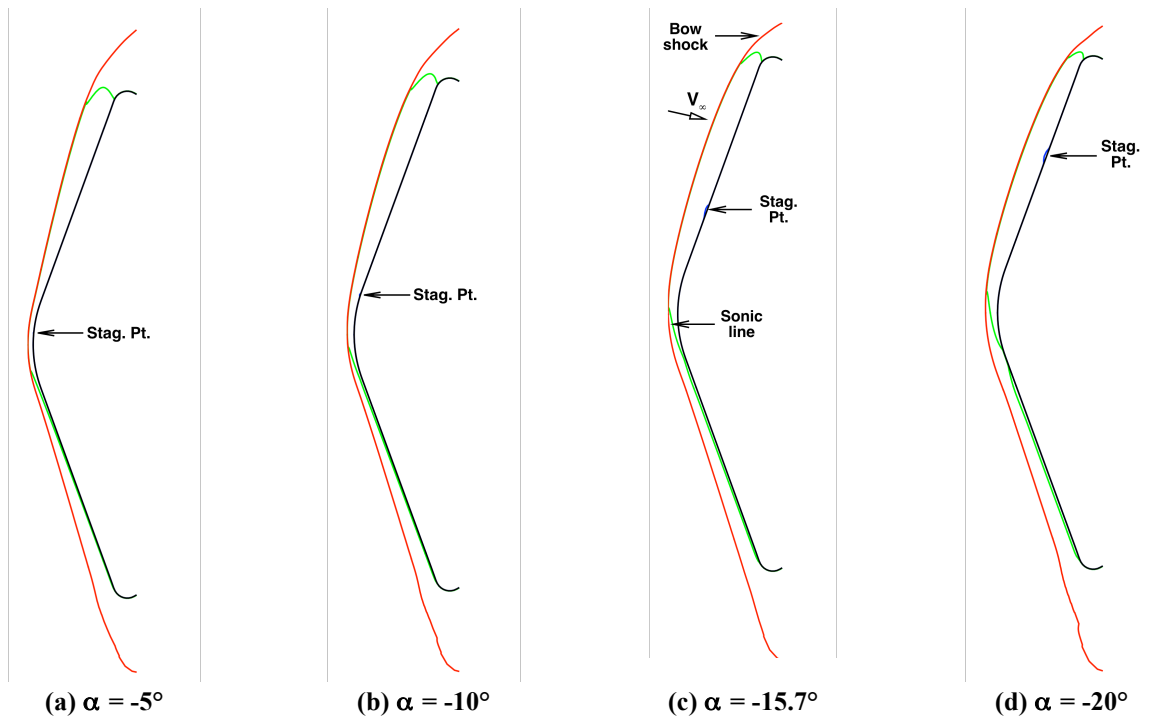 Stag. Pt.
(a) α = -5°
Stag. Pt.
(b) α = -10°
Bow
shock
V∞
Stag.
Pt.
Sonic
line
(c) α = -15.7°
Stag.
Pt.
(d) α = -20°